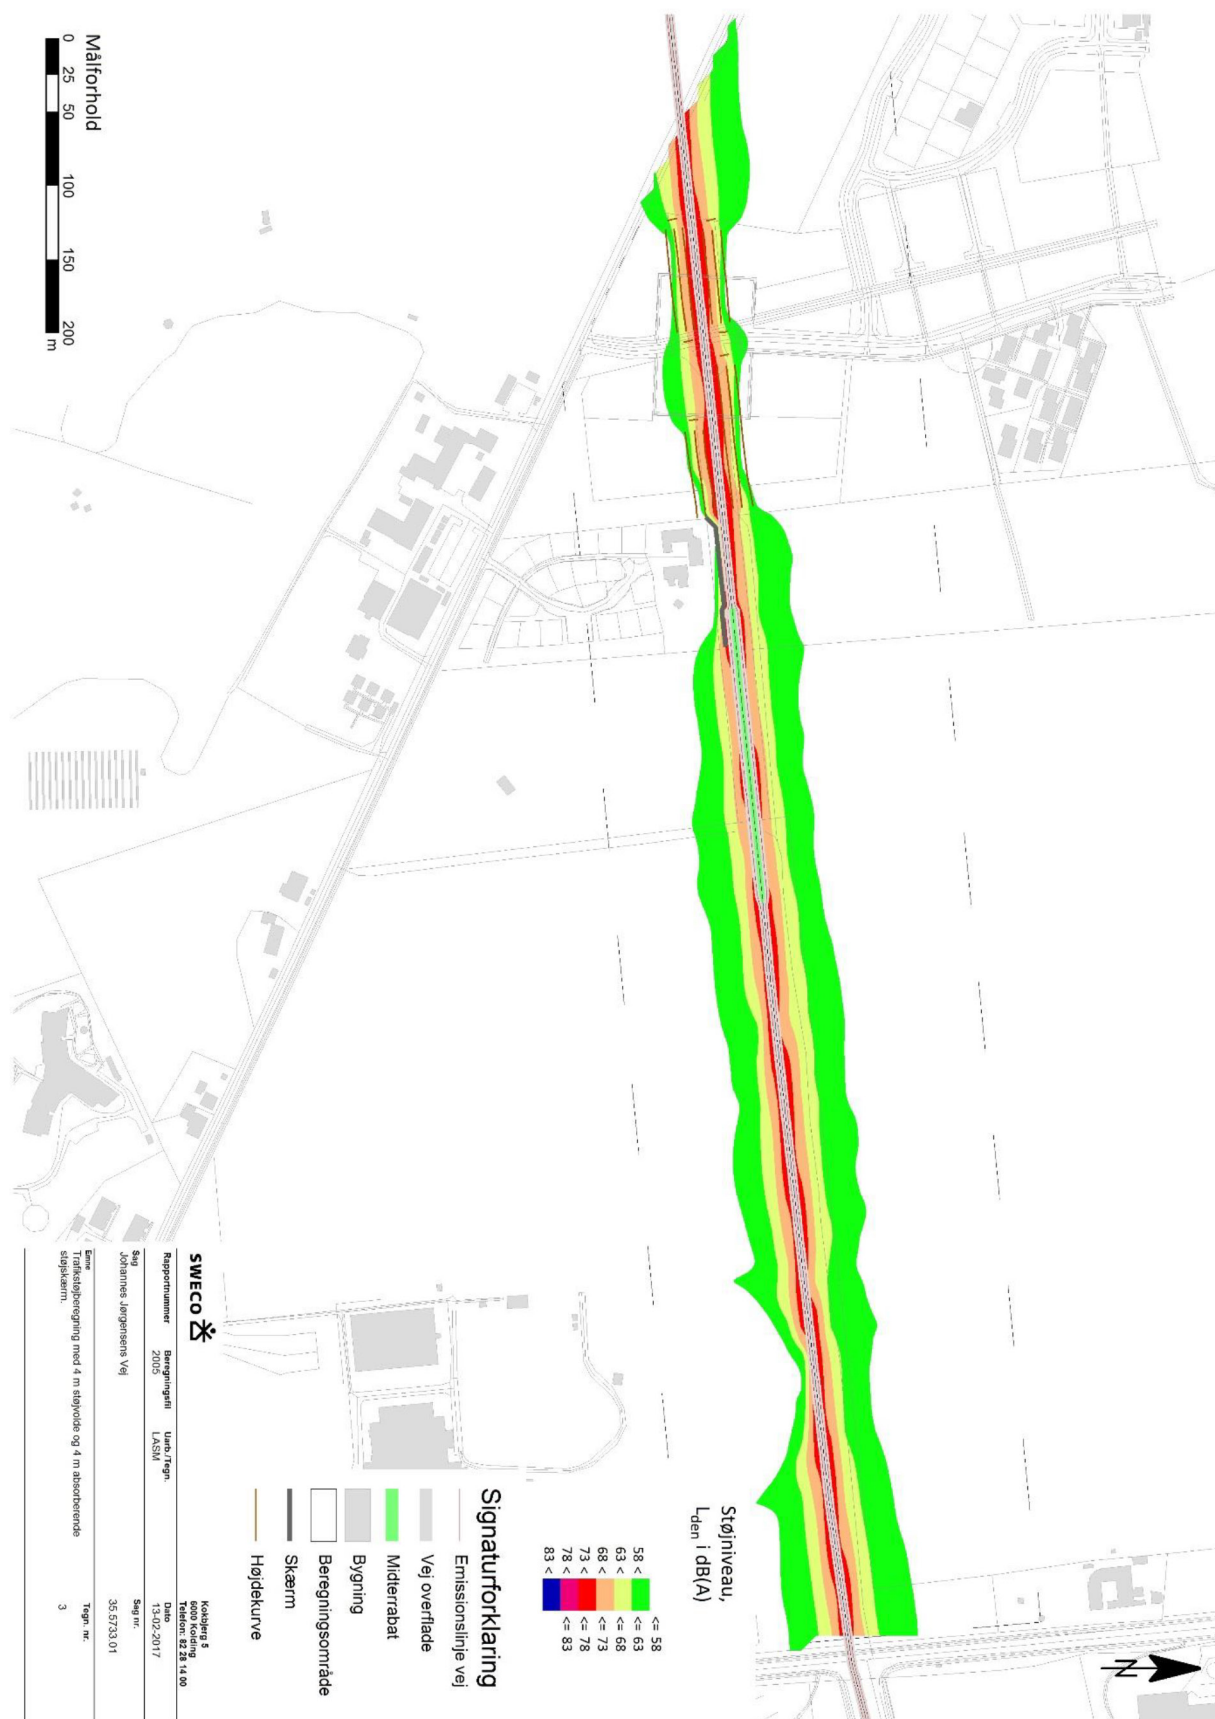 Målforhold
0 25 50 100 150 200
m
Støjniveau,
Lden i dB(A)
<= 58
58 < <= 63
63 < <= 68
68 < <= 73
73 < <= 78
78 < <= 83
83 <
Signaturforklaring
Emissionslinje vej
Vej overflade
Midterrabat
Bygning
Beregningsområde
Skærm
Højdekurve
N
SWECO
Kokbjerg 5
6000 Kolding
Telefon: 82 28 14 00
Rapportnummer Beregningsfil Uarb./Tegn. Dato
2005 LASM 13-02-2017
Sag Sag nr.
Johannes Jørgensens Vej 35.5733.01
Emne Tegn. nr.
Trafikstøjberegning med 4 m støjvolde og 4 m absorberende 3
støjskærm.